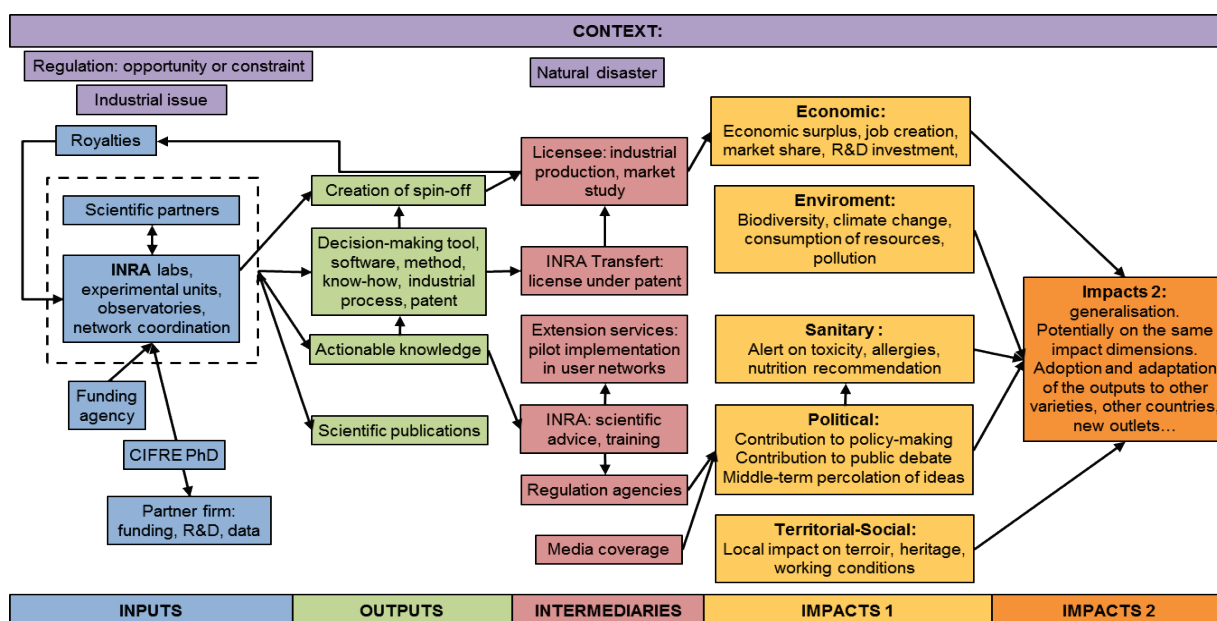 CONTEXT:
Regulation: opportunity or constraint
Industrial issue
Natural disaster
Royalties
Scientific partners
INRA labs,
experimental units,
observatories,
network coordination
Funding
agency
CIFRE PhD
Partner firm:
funding, R&D, data
Creation of spin-off
Decision-making tool,
software, method,
know-how, industrial
process, patent
Actionable knowledge
Scientific publications
Licensee: industrial
production, market
study
INRA Transfert:
license under patent
Extension services:
pilot implementation
in user networks
INRA: scientific
advice, training
Regulation agencies
Media coverage
Economic:
Economic surplus, job creation,
market share, R&D investment,
Enviroment:
Biodiversity, climate change,
consumption of resources,
pollution
Sanitary :
Alert on toxicity, allergies,
nutrition recommendation
Political:
Contribution to policy-making
Contribution to public debate
Middle-term percolation of ideas
Territorial-Social:
Local impact on terroir, heritage,
working conditions
Impacts 2:
generalisation.
Potentially on the same
impact dimensions.
Adoption and adaptation
of the outputs to other
varieties, other countries,
new outlets…
INPUTS
OUTPUTS
INTERMEDIARIES
IMPACTS 1
IMPACTS 2